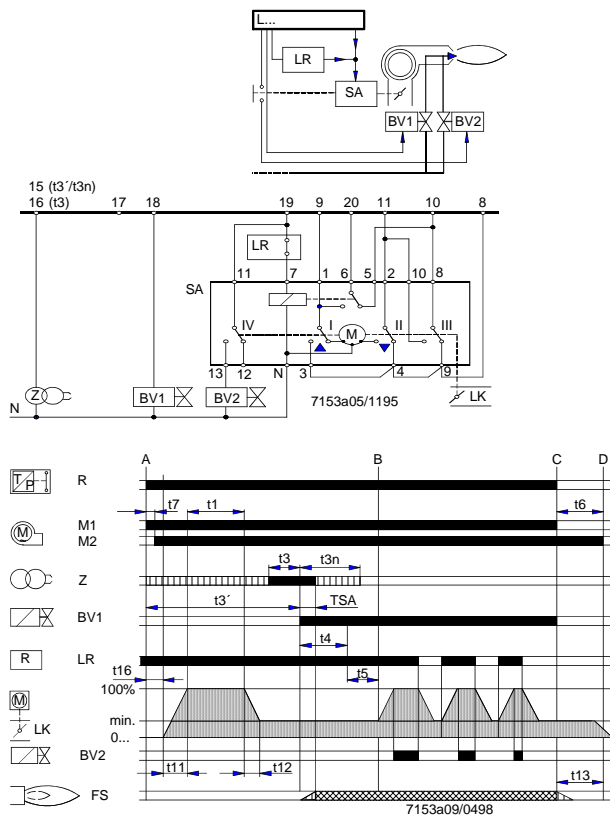 L...
LR
SA
BV1 BV2
15 (t3´/t3n)
16 (t3) 17 18 19 9 20 11 10 8
LR
11 7 1 6 5 2 10 8
SA
IV I M II III
13 12 N 3 4 9
Z BV1 BV2 7153a05/1195 LK
N
A B C D
T P R
t7 t1 t6
M M1
M2
t3 t3n
Z
t3´ TSA
BV1
t4
R LR
t16 t5
100%
M
LK min.
0...
BV2
t11 t12 t13
FS
7153a09/0498